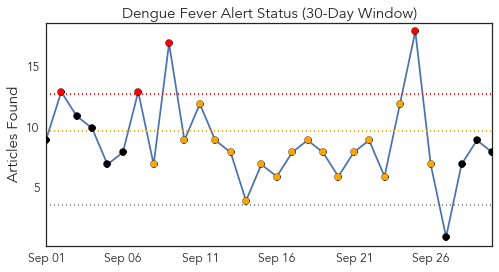 Dengue Fever Alert Status (30-Day Window)
Articles Found
15
10
5
Sep 01 Sep 06 Sep 11 Sep 16 Sep 21 Sep 26